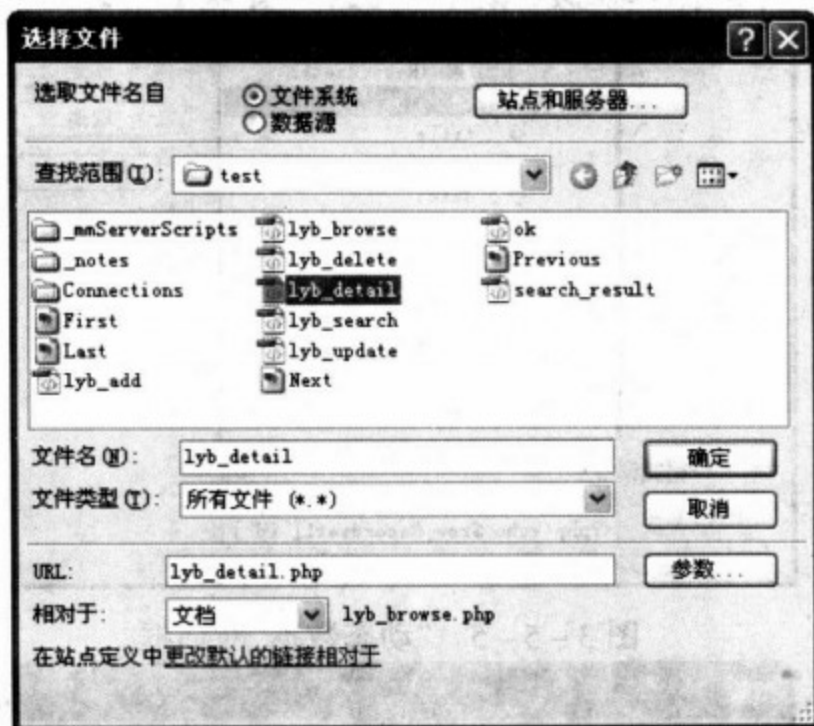 选择文件
选取文件名自 文件系统 站点和服务器...
数据源
查找范围(I): test
_mmServerScripts lyb_browse ok
_notes lyb_delete Previous
Connections lyb_detail search_result
First lyb_search
Last lyb_update
lyb_add Next
文件名(N): lyb_detail 确定
文件类型(T): 所有文件 (*.*) 取消
URL: lyb_detail.php 参数...
相对于: 文档 lyb_browse.php
在站点定义中更改默认的链接相对于